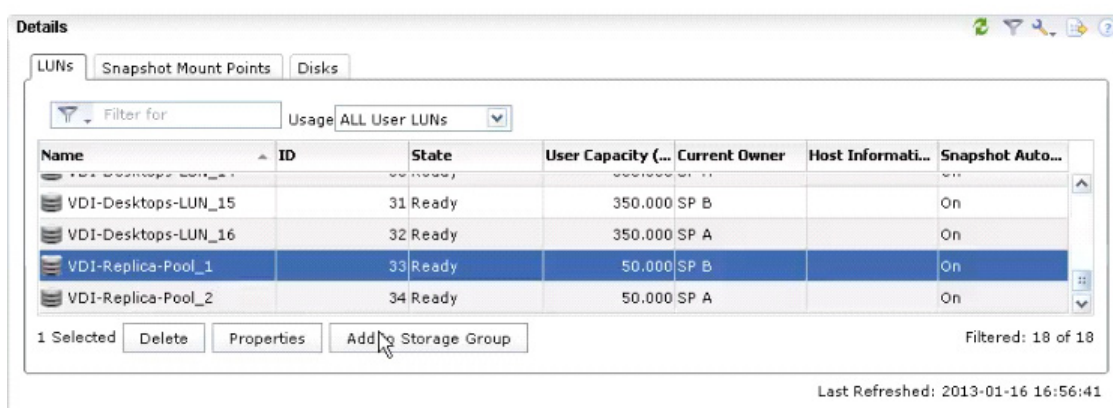 Details
LUNs Snapshot Mount Points Disks
Filter for Usage ALL User LUNs
Name ID State User Capacity (... Current Owner Host Informati... Snapshot Auto...
VDI-Desktops-LUN_15 31 Ready 350.000 SP B On
VDI-Desktops-LUN_16 32 Ready 350.000 SP A On
VDI-Replica-Pool_1 33 Ready 50.000 SP B On
VDI-Replica-Pool_2 34 Ready 50.000 SP A On
1 Selected Delete Properties Add to Storage Group Filtered: 18 of 18
Last Refreshed: 2013-01-16 16:56:41